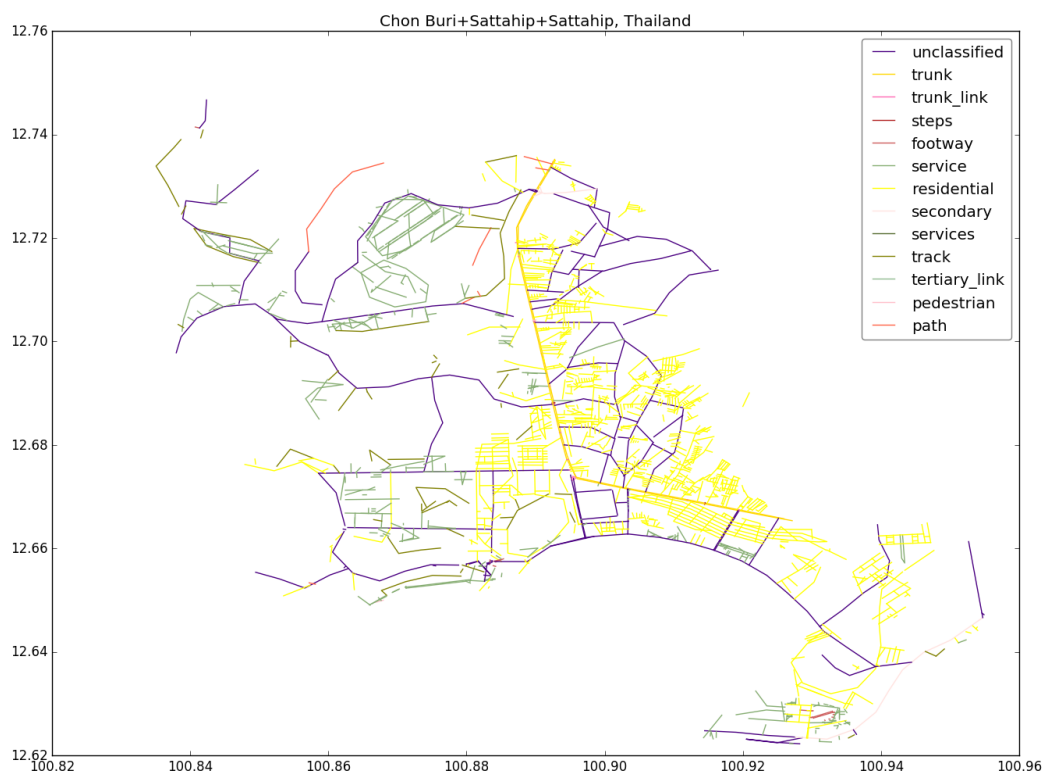 Chon Buri+Sattahip+Sattahip, Thailand
12.76
12.74
12.72
12.70
12.68
12.66
12.64
12.62
100.82
100.84
100.86
100.88
100.90
100.92
100.94
100.96
unclassified
trunk
trunk_link
steps
footway
service
residential
secondary
services
track
tertiary_link
pedestrian
path